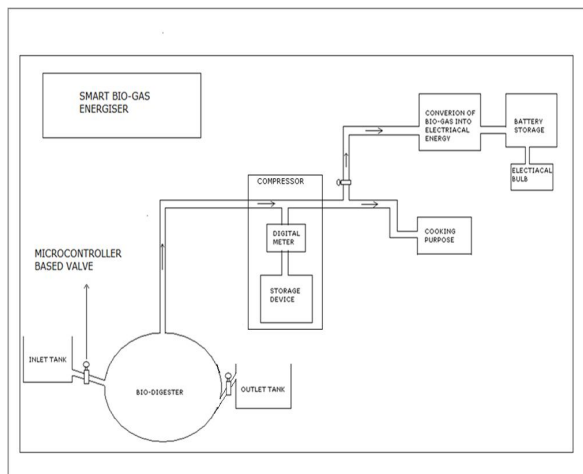 SMART BIO-GAS
ENERGISER
CONVERION OF
BIO-GAS INTO
ELECTRIACAL
ENERGY
BATTERY
STORAGE
ELECTIACAL
BULB
COMPRESSOR
DIGITAL
METER
COOKING
PURPOSE
MICROCONTROLLER
BASED VALVE
STORAGE
DEVICE
INLET TANK
BIO-DIGESTER
OUTLET TANK